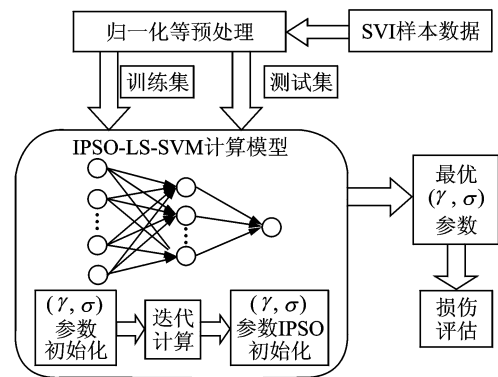 归一化等预处理
SVI样本数据
训练集
测试集
IPSO-LS-SVM计算模型
(γ, σ)
参数
初始化
迭代
计算
(γ, σ)
参数IPSO
初始化
最优
(γ, σ)
参数
损伤
评估